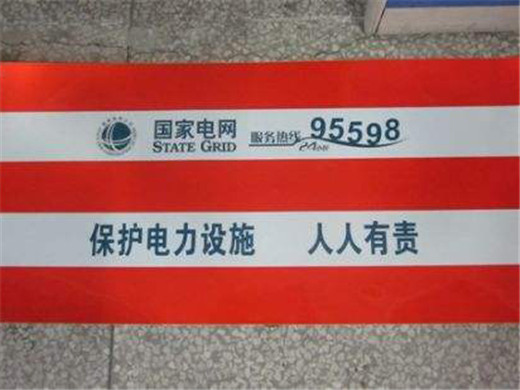 国家电网 服务热线 95598
STATE GRID 24小时
保护电力设施 人人有责